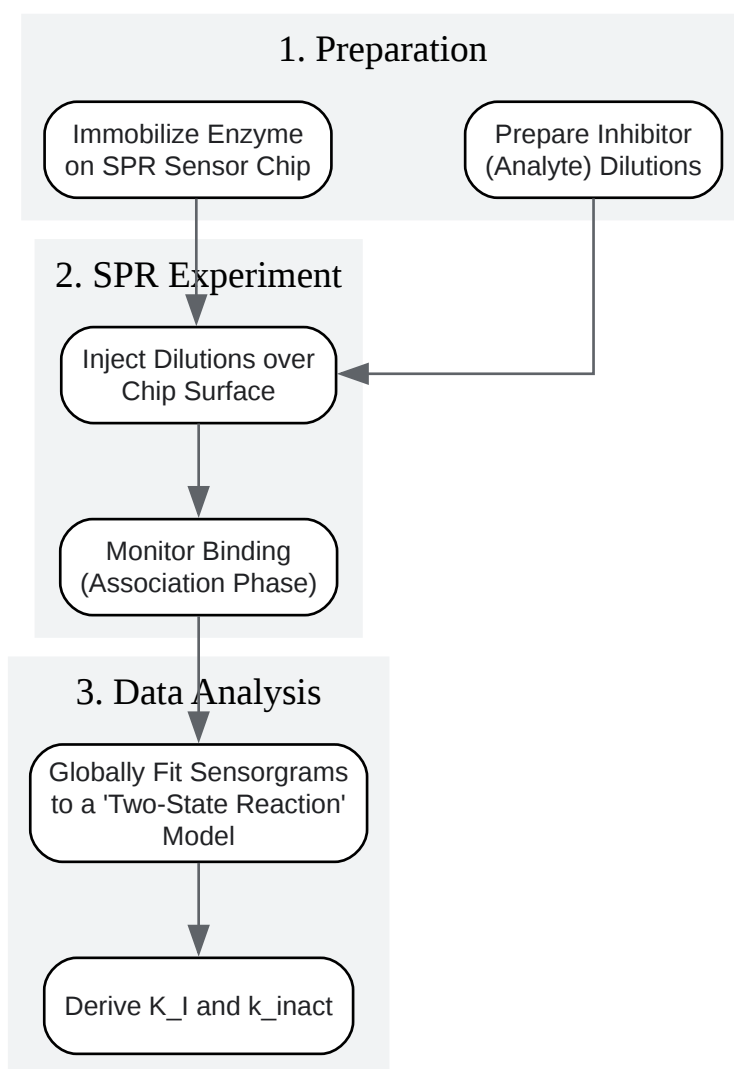 1. Preparation
Immobilize Enzyme
on SPR Sensor Chip
Prepare Inhibitor
(Analyte) Dilutions
2. SPR Experiment
Inject Dilutions over
Chip Surface
Monitor Binding
(Association Phase)
3. Data Analysis
Globally Fit Sensorgrams
to a 'Two-State Reaction'
Model
Derive K_I and k_inact